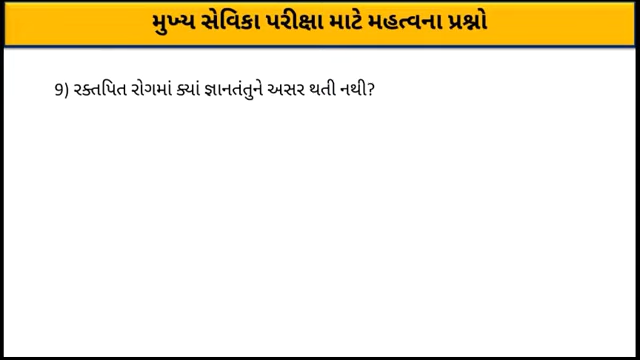 મુખ્ય સેવિકા પરીક્ષા માટે મહત્વના પ્રશ્નો
9) રક્તપિત રોગમાં ક્યાં જ્ઞાનતંતુને અસર થતી નથી?